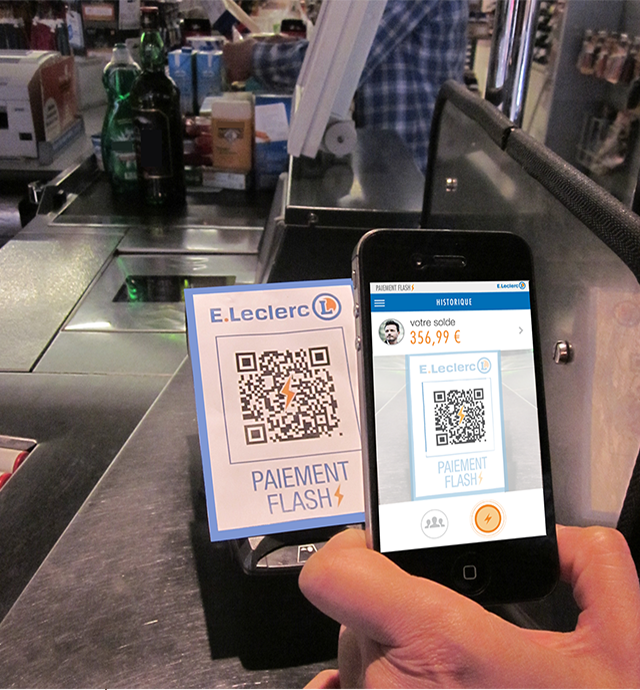 E.Leclerc L
PAIEMENT
FLASH
PAIEMENT FLASH
E.Leclerc
HISTORIQUE
votre solde
356,99 €
E.Leclerc L
PAIEMENT
FLASH